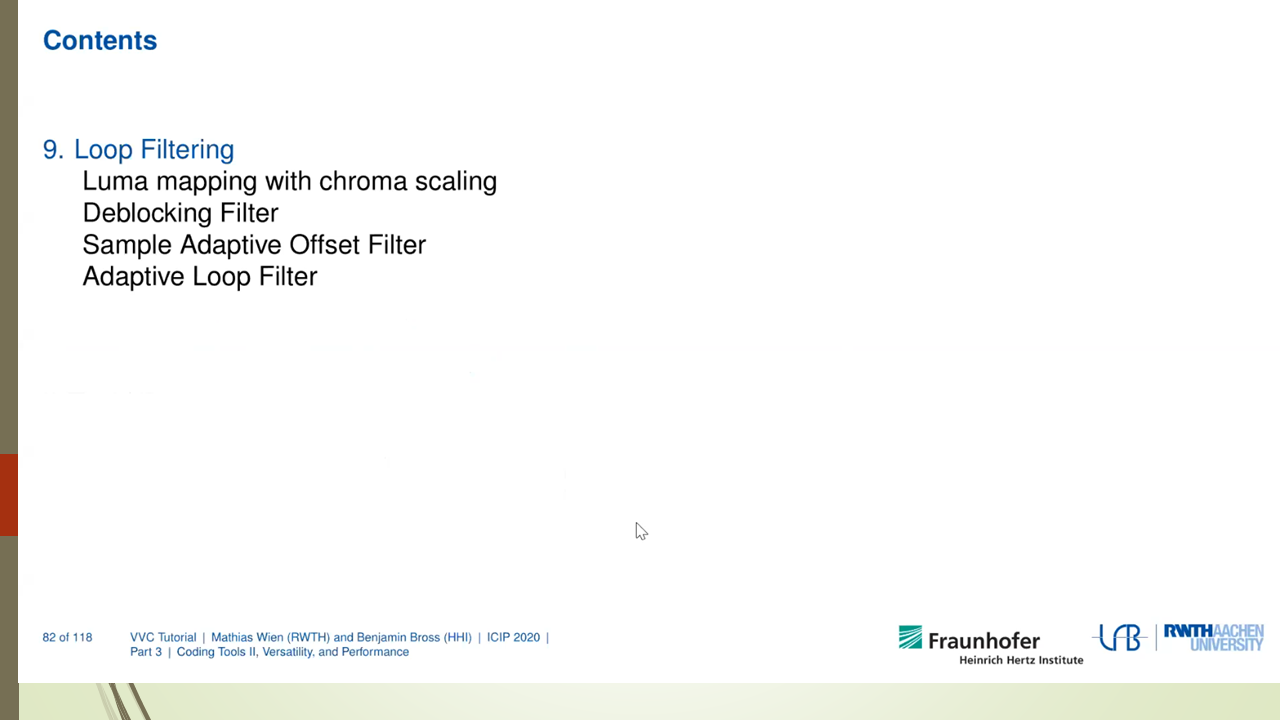 Contents
9. Loop Filtering
Luma mapping with chroma scaling
Deblocking Filter
Sample Adaptive Offset Filter
Adaptive Loop Filter
82 of 118
VVC Tutorial | Mathias Wien (RWTH) and Benjamin Bross (HHI) | ICIP 2020 |
Part 3 | Coding Tools II, Versatility, and Performance
Fraunhofer
Heinrich Hertz Institute
LFB
RWTHAACHEN
UNIVERSITY